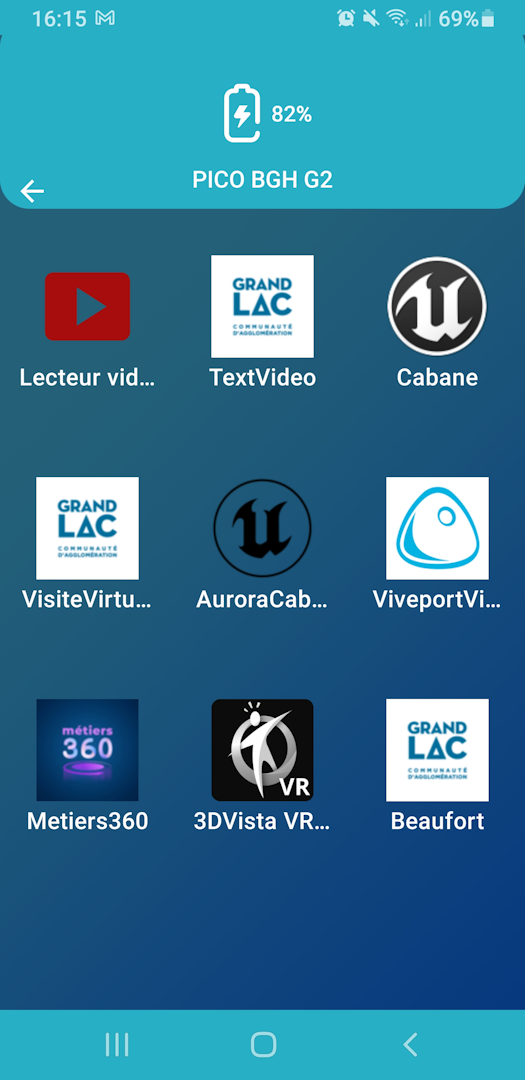 16:15
69%
82%
PICO BGH G2
GRAND
LAC
COMMUNAUTÉ
D'AGGLOMÉRATION
Lecteur vid...
TextVideo
Cabane
GRAND
LAC
COMMUNAUTÉ
D'AGGLOMÉRATION
VisiteVirtu...
AuroraCab...
ViveportVi...
métiers
360
VR
GRAND
LAC
COMMUNAUTÉ
D'AGGLOMÉRATION
Metiers360
3DVista VR...
Beaufort